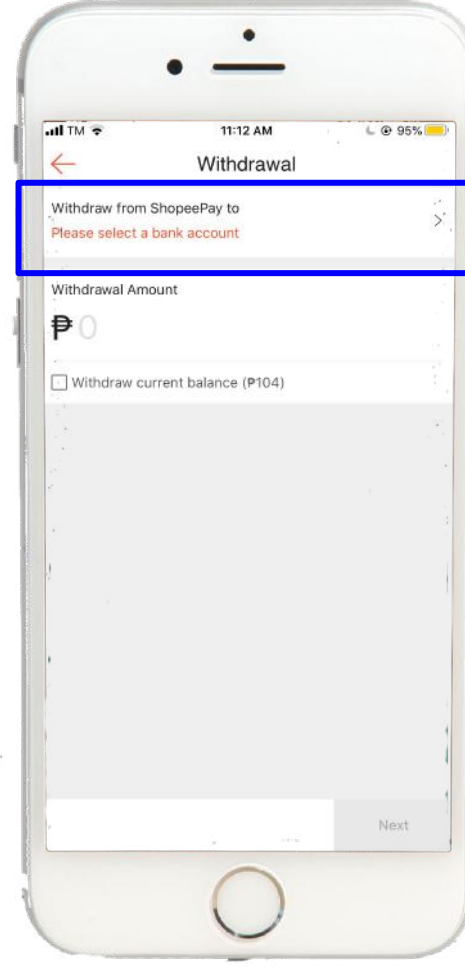 TM 11:12 AM 95%
Withdrawal
Withdraw from ShopeePay to
Please select a bank account
Withdrawal Amount
₱0
Withdraw current balance (₱104)
Next